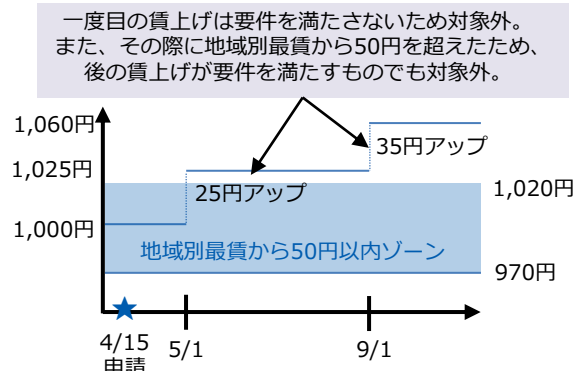 一度目の賃上げは要件を満たさないため対象外。
また、その際に地域別最賃から50円を超えたため、
後の賃上げが要件を満たすものでも対象外。
1,060円
35円アップ
1,025円
25円アップ
1,020円
1,000円
地域別最賃から50円以内ゾーン
970円
4/15
申請
5/1
9/1